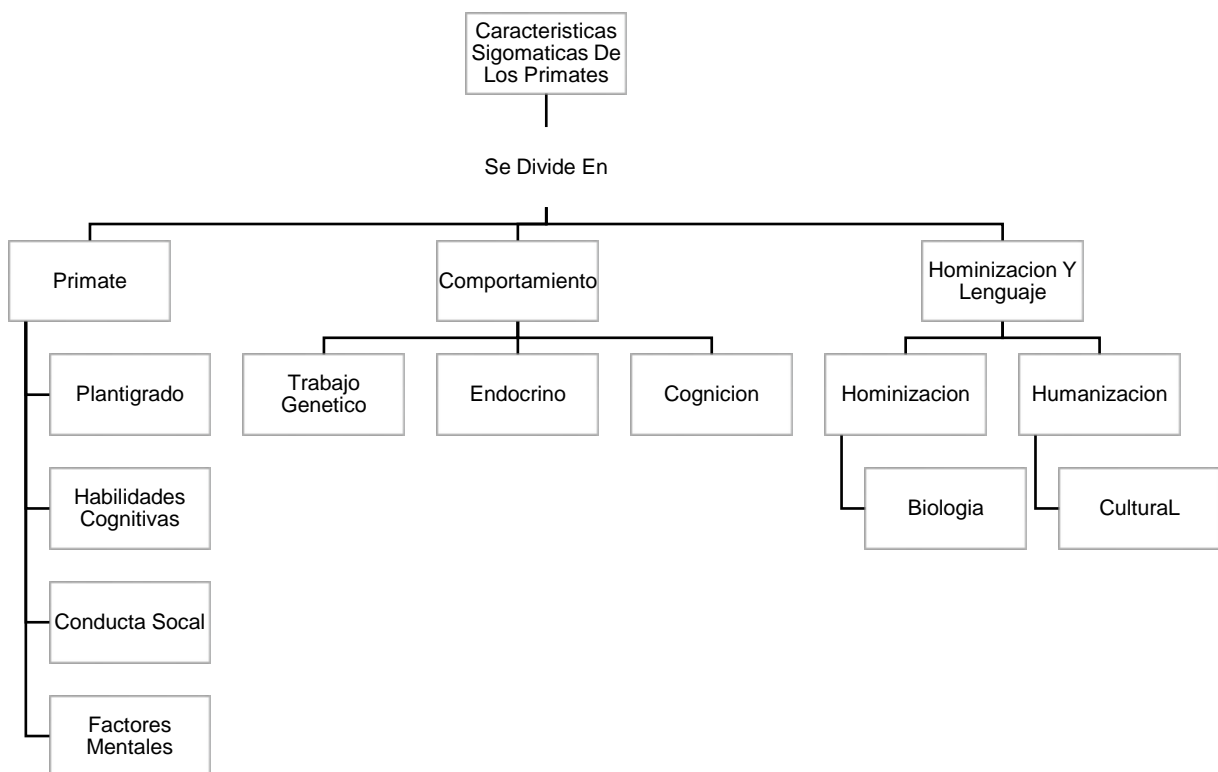 Caracteristicas
Sigomaticas De
Los Primates
Se Divide En
Primate
Comportamiento
Hominizacion Y
Lenguaje
Plantigrado
Trabajo
Genetico
Endocrino
Cognicion
Hominizacion
Humanizacion
Habilidades
Cognitivas
Biologia
CulturaL
Conducta Socal
Factores
Mentales